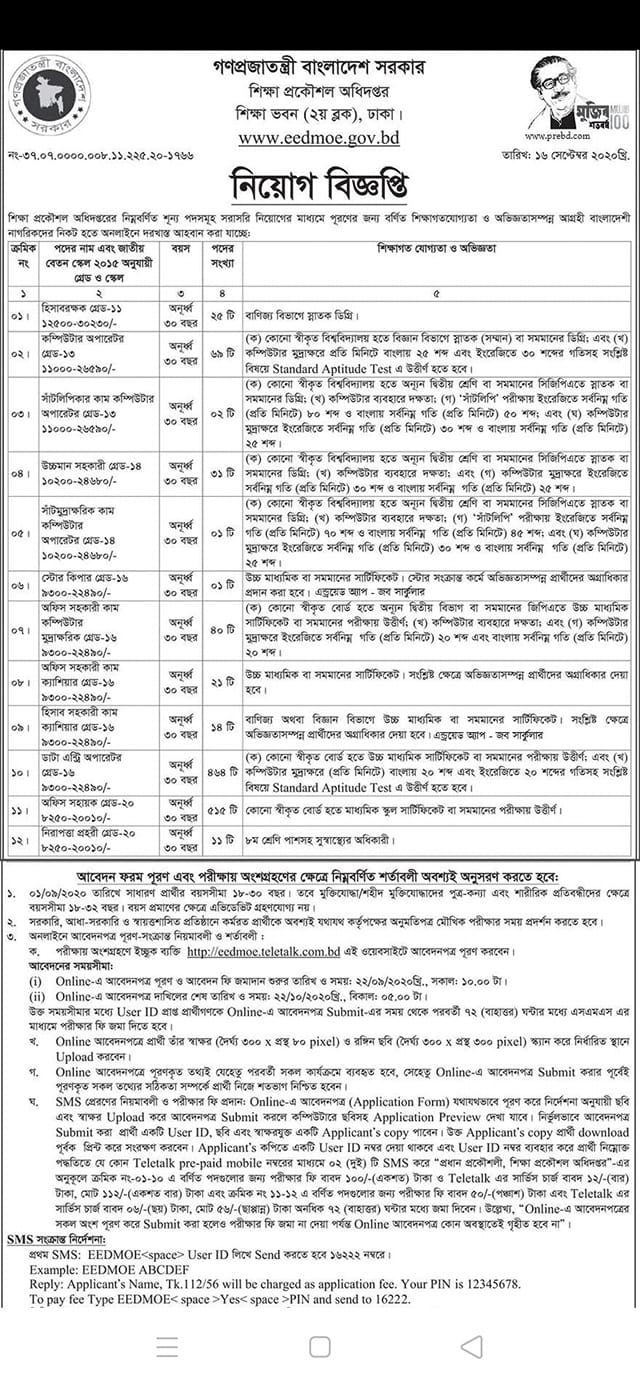 গণপ্রজাতন্ত্রী বাংলাদেশ সরকার
শিক্ষা প্রকৌশল অধিদপ্তর
শিক্ষা ভবন (২য় ব্লক), ঢাকা।
www.eedmoe.gov.bd
গণপ্রজাতন্ত্রী বাংলাদেশ সরকার
মুজিব শতবর্ষ 100
www.prebd.com
নং-৩৭.০৭.০০০০.০০৮.১১.২২৫.২০-১৭৬৬
তারিখ: ১৬ সেপ্টেম্বর ২০২০খ্রি.
নিয়োগ বিজ্ঞপ্তি
শিক্ষা প্রকৌশল অধিদপ্তরের নিম্নবর্ণিত শূন্য পদসমূহ সরাসরি নিয়োগের মাধ্যমে পূরণের জন্য বর্ণিত শিক্ষাগতযোগ্যতা ও অভিজ্ঞতাসম্পন্ন আগ্রহী বাংলাদেশী
নাগরিকদের নিকট হতে অনলাইনে দরখাস্ত আহবান করা যাচ্ছে:
ক্রমিক নং
পদের নাম এবং জাতীয় বেতন স্কেল ২০১৫ অনুযায়ী গ্রেড ও স্কেল
বয়স
পদের সংখ্যা
শিক্ষাগত যোগ্যতা ও অভিজ্ঞতা
১ ২ ৩ ৪ ৫
০১। হিসাবরক্ষক গ্রেড-১১ ১২৫০০-৩০২৩০/- অনূর্ধ্ব ৩০ বছর ২৫ টি বাণিজ্য বিভাগে স্নাতক ডিগ্রি।
০২। কম্পিউটার অপারেটর গ্রেড-১৩ ১১০০০-২৬৫৯০/- অনূর্ধ্ব ৩০ বছর ৬৯ টি (ক) কোনো স্বীকৃত বিশ্ববিদ্যালয় হতে বিজ্ঞান বিভাগে স্নাতক (সম্মান) বা সমমানের ডিগ্রি; এবং (খ)
কম্পিউটার মুদ্রাক্ষরে প্রতি মিনিটে বাংলায় ২৫ শব্দ এবং ইংরেজিতে ৩০ শব্দের গতিসহ সংশ্লিষ্ট
বিষয়ে Standard Aptitude Test এ উত্তীর্ণ হতে হবে।
০৩। সাঁটলিপিকার কাম কম্পিউটার অপারেটর গ্রেড-১৩ ১১০০০-২৬৫৯০/- অনূর্ধ্ব ৩০ বছর ০২ টি (ক) কোনো স্বীকৃত বিশ্ববিদ্যালয় হতে অন্যূন দ্বিতীয় শ্রেণি বা সমমানের সিজিপিএতে স্নাতক বা
সমমানের ডিগ্রি; (খ) কম্পিউটার ব্যবহারে দক্ষতা; (গ) 'সাঁটলিপি' পরীক্ষায় ইংরেজিতে সর্বনিম্ন গতি
(প্রতি মিনিটে) ৮০ শব্দ ও বাংলায় সর্বনিম্ন গতি (প্রতি মিনিটে) ৫০ শব্দ; এবং (ঘ) কম্পিউটার
মুদ্রাক্ষরে ইংরেজিতে সর্বনিম্ন গতি (প্রতি মিনিটে) ৩০ শব্দ ও বাংলায় সর্বনিম্ন গতি (প্রতি মিনিটে)
২৫ শব্দ।
০৪। উচ্চমান সহকারী গ্রেড-১৪ ১০২০০-২৪৬৮০/- অনূর্ধ্ব ৩০ বছর ৩১ টি (ক) কোনো স্বীকৃত বিশ্ববিদ্যালয় হতে অন্যূন দ্বিতীয় শ্রেণি বা সমমানের সিজিপিএতে স্নাতক বা
সমমানের ডিগ্রি; (খ) কম্পিউটার ব্যবহারে দক্ষতা; এবং (গ) কম্পিউটার মুদ্রাক্ষরে ইংরেজিতে
সর্বনিম্ন গতি (প্রতি মিনিটে) ৩০ শব্দ ও বাংলায় সর্বনিম্ন গতি (প্রতি মিনিটে) ২৫ শব্দ।
০৫। সাঁটমুদ্রাক্ষরিক কাম কম্পিউটার অপারেটর গ্রেড-১৪ ১০২০০-২৪৬৮০/- অনূর্ধ্ব ৩০ বছর ০১ টি (ক) কোনো স্বীকৃত বিশ্ববিদ্যালয় হতে অন্যূন দ্বিতীয় শ্রেণি বা সমমানের সিজিপিএতে স্নাতক বা
সমমানের ডিগ্রি; (খ) কম্পিউটার ব্যবহারে দক্ষতা; (গ) 'সাঁটলিপি' পরীক্ষায় ইংরেজিতে সর্বনিম্ন
গতি (প্রতি মিনিটে) ৭০ শব্দ ও বাংলায় সর্বনিম্ন গতি (প্রতি মিনিটে) ৪৫ শব্দ; এবং (ঘ) কম্পিউটার
মুদ্রাক্ষরে ইংরেজিতে সর্বনিম্ন গতি (প্রতি মিনিটে) ৩০ শব্দ ও বাংলায় সর্বনিম্ন গতি (প্রতি মিনিটে)
২৫ শব্দ।
০৬। স্টোর কিপার গ্রেড-১৬ ৯৩০০-২২৪৯০/- অনূর্ধ্ব ৩০ বছর ০১ টি উচ্চ মাধ্যমিক বা সমমানের সার্টিফিকেট। স্টোর সংক্রান্ত কর্মে অভিজ্ঞতাসম্পন্ন প্রার্থীদের অগ্রাধিকার
প্রদান করা হবে। এন্ড্রয়েড অ্যাপ - জব সার্কুলার
০৭। অফিস সহকারী কাম কম্পিউটার মুদ্রাক্ষরিক গ্রেড-১৬ ৯৩০০-২২৪৯০/- অনূর্ধ্ব ৩০ বছর ৪০ টি (ক) কোনো স্বীকৃত বোর্ড হতে অন্যূন দ্বিতীয় বিভাগ বা সমমানের জিপিএতে উচ্চ মাধ্যমিক
সার্টিফিকেট বা সমমানের পরীক্ষায় উত্তীর্ণ; (খ) কম্পিউটার ব্যবহারে দক্ষতা; এবং (গ) কম্পিউটার
মুদ্রাক্ষরে ইংরেজিতে সর্বনিম্ন গতি (প্রতি মিনিটে) ২০ শব্দ এবং বাংলায় সর্বনিম্ন গতি (প্রতি মিনিটে)
২০ শব্দ।
০৮। অফিস সহকারী কাম ক্যাশিয়ার গ্রেড-১৬ ৯৩০০-২২৪৯০/- অনূর্ধ্ব ৩০ বছর ২১ টি উচ্চ মাধ্যমিক বা সমমানের সার্টিফিকেট। সংশ্লিষ্ট ক্ষেত্রে অভিজ্ঞতাসম্পন্ন প্রার্থীদের অগ্রাধিকার দেয়া
হবে।
০৯। হিসাব সহকারী কাম ক্যাশিয়ার গ্রেড-১৬ ৯৩০০-২২৪৯০/- অনূর্ধ্ব ৩০ বছর ১৪ টি বাণিজ্য অথবা বিজ্ঞান বিভাগে উচ্চ মাধ্যমিক বা সমমানের সার্টিফিকেট। সংশ্লিষ্ট ক্ষেত্রে
অভিজ্ঞতাসম্পন্ন প্রার্থীদের অগ্রাধিকার দেয়া হবে। এন্ড্রয়েড অ্যাপ - জব সার্কুলার
১০। ডাটা এন্ট্রি অপারেটর গ্রেড-১৬ ৯৩০০-২২৪৯০/- অনূর্ধ্ব ৩০ বছর ৪৬৪ টি (ক) কোনো স্বীকৃত বোর্ড হতে উচ্চ মাধ্যমিক সার্টিফিকেট বা সমমানের পরীক্ষায় উত্তীর্ণ; এবং (খ)
কম্পিউটার মুদ্রাক্ষরে (প্রতি মিনিটে) বাংলায় ২০ শব্দ এবং ইংরেজিতে ২০ শব্দের গতিসহ সংশ্লিষ্ট
বিষয়ে Standard Aptitude Test এ উত্তীর্ণ হতে হবে।
১১। অফিস সহায়ক গ্রেড-২০ ৮২৫০-২০০১০/- অনূর্ধ্ব ৩০ বছর ৫১৫ টি কোনো স্বীকৃত বোর্ড হতে মাধ্যমিক স্কুল সার্টিফিকেট বা সমমানের পরীক্ষায় উত্তীর্ণ।
১২। নিরাপত্তা প্রহরী গ্রেড-২০ ৮২৫০-২০০১০/- অনূর্ধ্ব ৩০ বছর ১১ টি ৮ম শ্রেণি পাশসহ সুস্বাস্থ্যের অধিকারী।
আবেদন ফরম পূরণ এবং পরীক্ষায় অংশগ্রহণের ক্ষেত্রে নিম্নবর্ণিত শর্তাবলী অবশ্যই অনুসরণ করতে হবে:
১. ০১/০৯/২০২০ তারিখে সাধারণ প্রার্থীর বয়সসীমা ১৮-৩০ বছর। তবে মুক্তিযোদ্ধা/শহীদ মুক্তিযোদ্ধাদের পুত্র-কন্যা এবং শারীরিক প্রতিবন্ধীদের ক্ষেত্রে
বয়সসীমা ১৮-৩২ বছর। বয়স প্রমাণের ক্ষেত্রে এভিডেভিট গ্রহণযোগ্য নয়।
২. সরকারি, আধা-সরকারি ও স্বায়ত্তশাসিত প্রতিষ্ঠানে কর্মরত প্রার্থীকে অবশ্যই যথাযথ কর্তৃপক্ষের অনুমতিপত্র মৌখিক পরীক্ষার সময় প্রদর্শন করতে হবে।
৩. অনলাইনে আবেদনপত্র পূরণ-সংক্রান্ত নিয়মাবলী ও শর্তাবলী :
ক. পরীক্ষায় অংশগ্রহণে ইচ্ছুক ব্যক্তি http://eedmoe.teletalk.com.bd এই ওয়েবসাইটে আবেদনপত্র পূরণ করবেন।
আবেদনের সময়সীমা:
(i) Online-এ আবেদনপত্র পূরণ ও আবেদন ফি জমাদান শুরুর তারিখ ও সময়: ২২/০৯/২০২০খ্রি., সকাল: ১০.০০ টা।
(ii) Online-এ আবেদনপত্র দাখিলের শেষ তারিখ ও সময়: ২২/১০/২০২০খ্রি., বিকাল: ০৫.০০ টা।
উক্ত সময়সীমার মধ্যে User ID প্রাপ্ত প্রার্থীগণকে Online-এ আবেদনপত্র Submit-এর সময় থেকে পরবর্তী ৭২ (বাহাত্তর) ঘন্টার মধ্যে এসএমএস এর
মাধ্যমে পরীক্ষার ফি জমা দিতে হবে।
খ. Online আবেদনপত্রে প্রার্থী তাঁর স্বাক্ষর (দৈর্ঘ্য ৩০০ x প্রস্থ ৮০ pixel) ও রঙ্গিন ছবি (দৈর্ঘ্য ৩০০ x প্রস্থ ৩০০ pixel) স্ক্যান করে নির্ধারিত স্থানে
Upload করবেন।
গ. Online আবেদনপত্রে পূরণকৃত তথ্যই যেহেতু পরবর্তী সকল কার্যক্রমে ব্যবহৃত হবে, সেহেতু Online-এ আবেদনপত্র Submit করার পূর্বেই
পূরণকৃত সকল তথ্যের সঠিকতা সম্পর্কে প্রার্থী নিজে শতভাগ নিশ্চিত হবেন।
ঘ. SMS প্রেরণের নিয়মাবলী ও পরীক্ষার ফি প্রদান: Online-এ আবেদনপত্র (Application Form) যথাযথভাবে পূরণ করে নির্দেশনা অনুযায়ী ছবি
এবং স্বাক্ষর Upload করে আবেদনপত্র Submit করলে কম্পিউটারে ছবিসহ Application Preview দেখা যাবে। নির্ভুলভাবে আবেদনপত্র
Submit করা প্রার্থী একটি User ID, ছবি এবং স্বাক্ষরযুক্ত একটি Applicant's copy পাবেন। উক্ত Applicant's copy প্রার্থী download
পূর্বক প্রিন্ট করে সংরক্ষণ করবেন। Applicant's কপিতে একটি User ID নম্বর দেয়া থাকবে এবং User ID নম্বর ব্যবহার করে প্রার্থী নিম্নোক্ত
পদ্ধতিতে যে কোন Teletalk pre-paid mobile নম্বরের মাধ্যমে ০২ (দুই) টি SMS করে "প্রধান প্রকৌশলী, শিক্ষা প্রকৌশল অধিদপ্তর"-এর
অনুকূলে ক্রমিক নং-০১-১০ এ বর্ণিত পদগুলোর জন্য পরীক্ষার ফি বাবদ ১০০/-(একশত) টাকা ও Teletalk এর সার্ভিস চার্জ বাবদ ১২/-(বার)
টাকা, মোট ১১২/-(একশত বার) টাকা এবং ক্রমিক নং ১১-১২ এ বর্ণিত পদগুলোর জন্য পরীক্ষার ফি বাবদ ৫০/-(পঞ্চাশ) টাকা এবং Teletalk এর
সার্ভিস চার্জ বাবদ ০৬/-(ছয়) টাকা, মোট ৫৬/-(ছাপ্পান্ন) টাকা অনধিক ৭২ (বাহাত্তর) ঘন্টার মধ্যে জমা দিবেন। উল্লেখ্য, "Online-এ আবেদনপত্রের
সকল অংশ পূরণ করে Submit করা হলেও পরীক্ষার ফি জমা না দেয়া পর্যন্ত Online আবেদনপত্র কোন অবস্থাতেই গৃহীত হবে না"।
SMS সংক্রান্ত নির্দেশনা:
প্রথম SMS: EEDMOE<space> User ID লিখে Send করতে হবে ১৬২২২ নম্বরে।
Example: EEDMOE ABCDEF
Reply: Applicant's Name, Tk.112/56 will be charged as application fee. Your PIN is 12345678.
To pay fee Type EEDMOE< space >Yes< space >PIN and send to 16222.